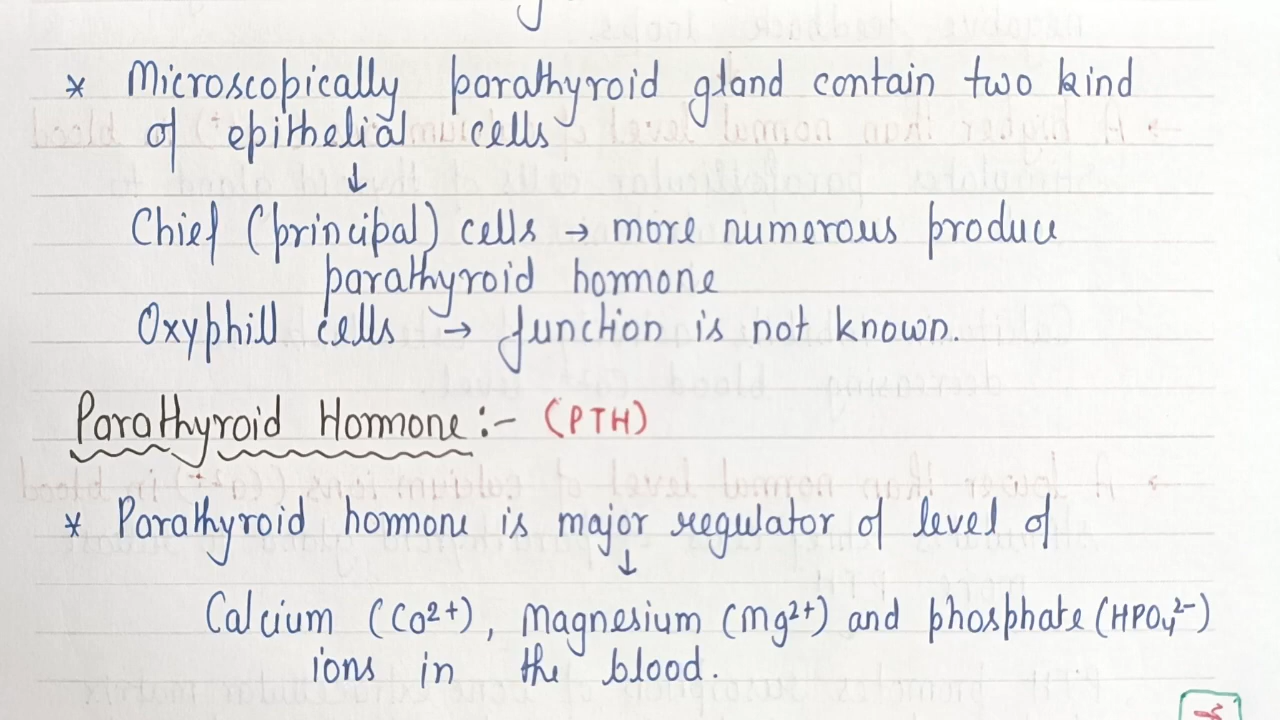 * Microscopically parathyroid gland contain two kind
of epithelial cells
↓
Chief (principal) cells → more numerous produce
parathyroid hormone
Oxyphill cells → function is not known.
Parathyroid Hormone:- (PTH)
* Parathyroid hormone is major regulator of level of
↓
Calcium (Ca2+), Magnesium (Mg2+) and phosphate (HPO₄²⁻)
ions in the blood.